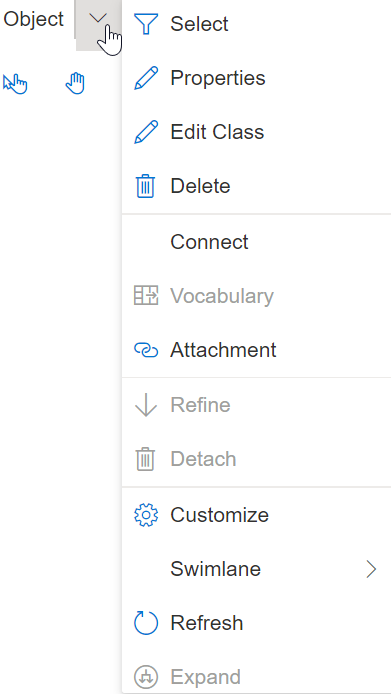 Object
Select
Properties
Edit Class
Delete
Connect
Vocabulary
Attachment
Refine
Detach
Customize
Swimlane
Refresh
Expand